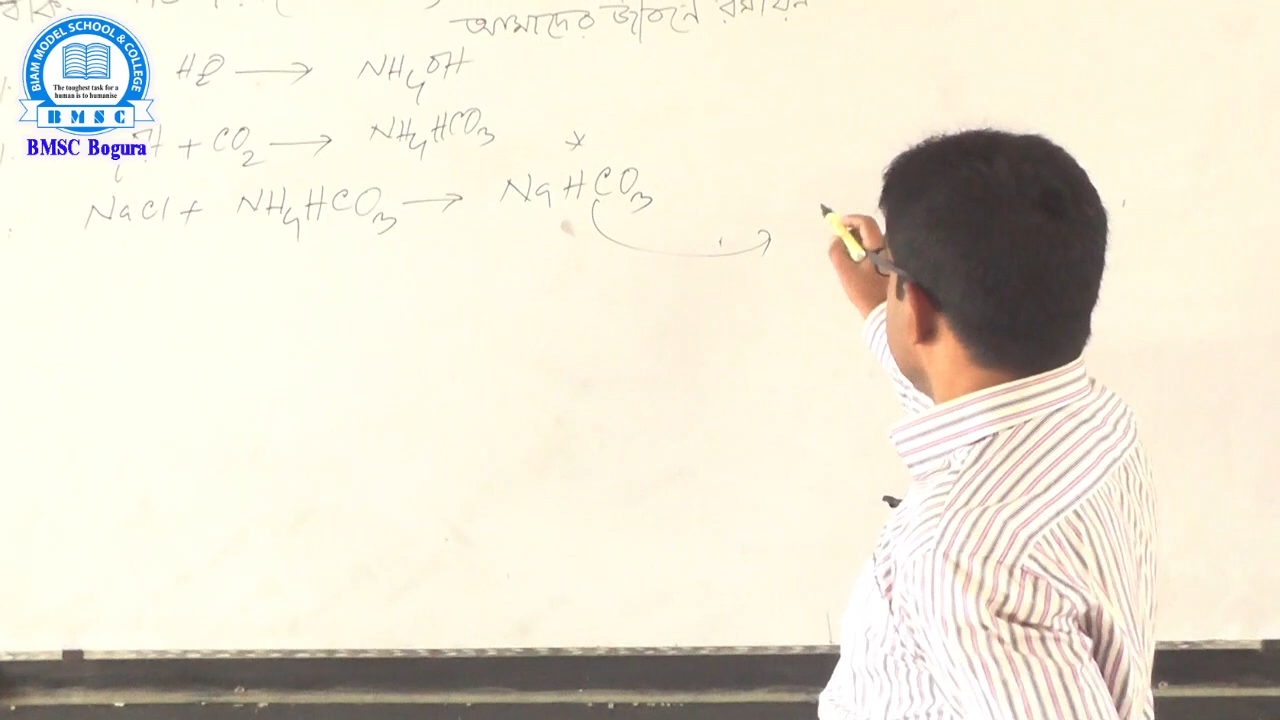 আমাদের জীবনে রসায়ন
H₂O ⟶ NH₄OH
H + CO₂ ⟶ NH₄HCO₃
NaCl + NH₄HCO₃ ⟶ NaHCO₃
BIAM MODEL SCHOOL & COLLEGE
The toughest task for a
human is to humanise
BMSC
BMSC Bogura